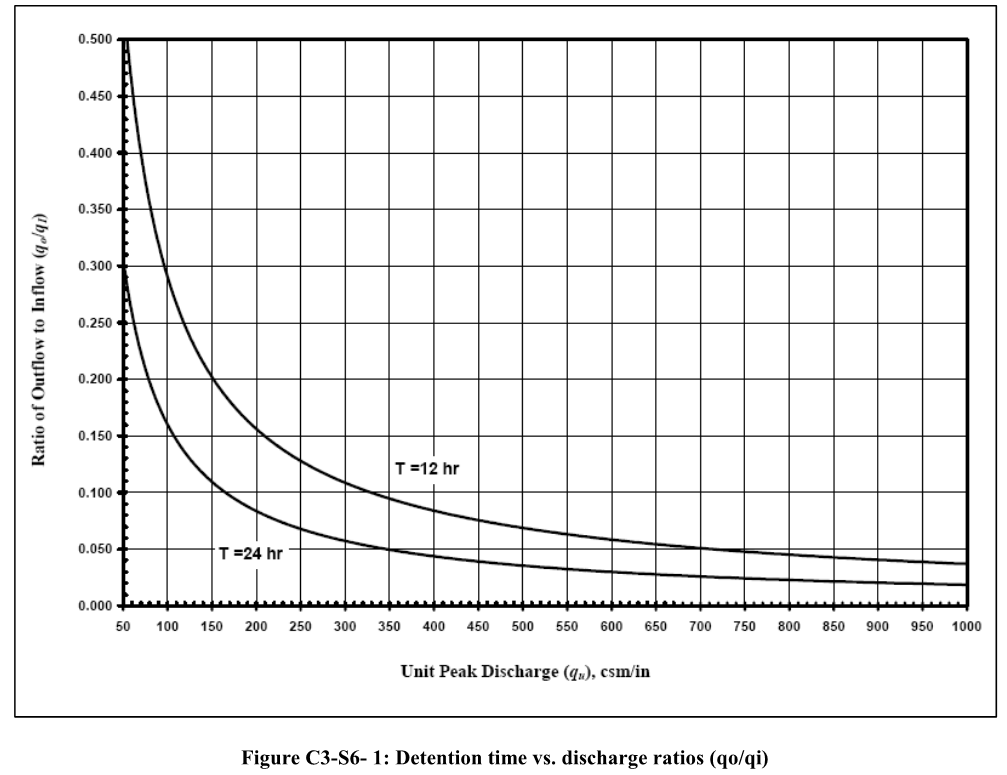 0.500
0.450
0.400
0.350
0.300
0.250
0.200
0.150
0.100
0.050
0.000
Ratio of Outflow to Inflow (qo/qi)
T =12 hr
T =24 hr
50 100 150 200 250 300 350 400 450 500 550 600 650 700 750 800 850 900 950 1000
Unit Peak Discharge (qu), csm/in
Figure C3-S6- 1: Detention time vs. discharge ratios (qo/qi)